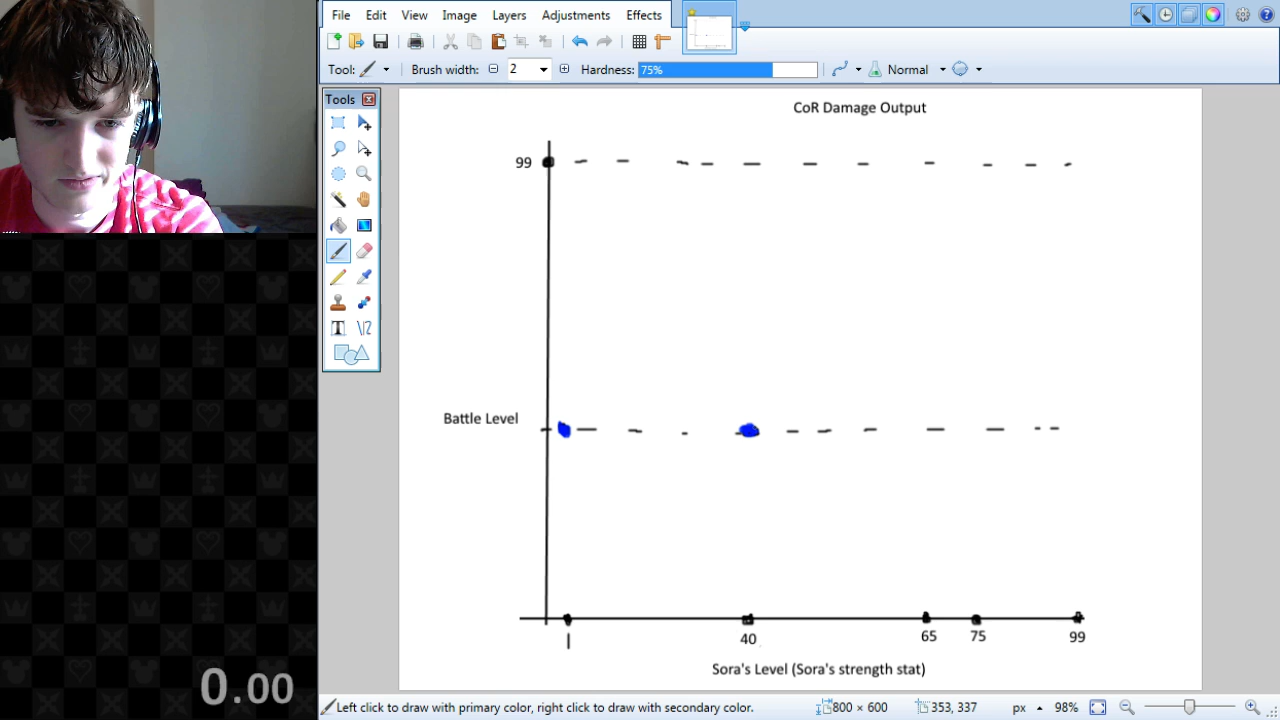 File Edit View Image Layers Adjustments Effects
Tool: Brush width: 2 Hardness: 75% Normal
Tools
CoR Damage Output
99
Battle Level
1 40 65 75 99
Sora's Level (Sora's strength stat)
0.00
Left click to draw with primary color, right click to draw with secondary color. 800 × 600 353, 337 px 98%